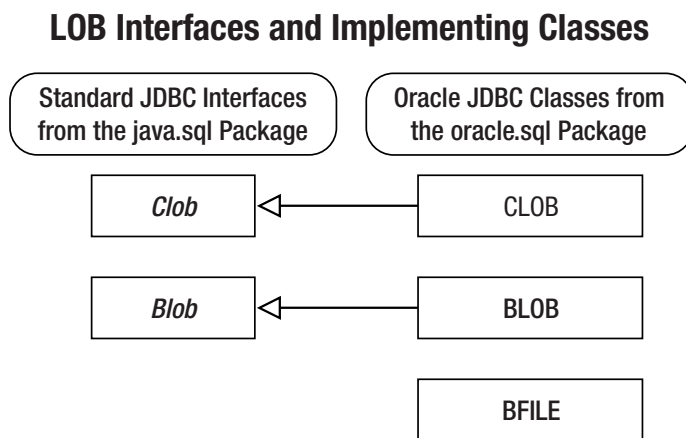 LOB Interfaces and Implementing Classes
Standard JDBC Interfaces
from the java.sql Package
Oracle JDBC Classes from
the oracle.sql Package
Clob
CLOB
Blob
BLOB
BFILE